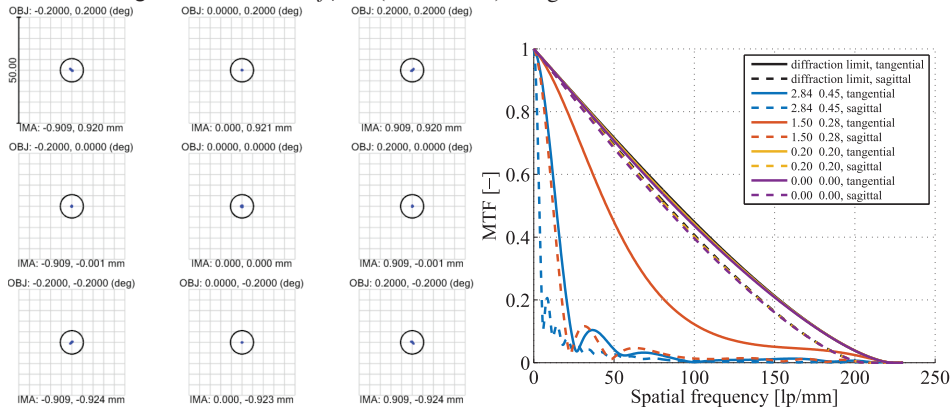 OBJ: -0.2000, 0.2000 (deg)
OBJ: 0.0000, 0.2000 (deg)
OBJ: 0.2000, 0.2000 (deg)
50.00
IMA: -0.909, 0.920 mm
IMA: 0.000, 0.921 mm
IMA: 0.909, 0.920 mm
OBJ: -0.2000, 0.0000 (deg)
OBJ: 0.0000, 0.0000 (deg)
OBJ: 0.2000, 0.0000 (deg)
IMA: -0.909, -0.001 mm
IMA: 0.000, 0.000 mm
IMA: 0.909, -0.001 mm
OBJ: -0.2000, -0.2000 (deg)
OBJ: 0.0000, -0.2000 (deg)
OBJ: 0.2000, -0.2000 (deg)
IMA: -0.909, -0.924 mm
IMA: 0.000, -0.923 mm
IMA: 0.909, -0.924 mm
MTF [−]
1
0.8
0.6
0.4
0.2
0
diffraction limit, tangential
diffraction limit, sagittal
2.84 0.45, tangential
2.84 0.45, sagittal
1.50 0.28, tangential
1.50 0.28, sagittal
0.20 0.20, tangential
0.20 0.20, sagittal
0.00 0.00, tangential
0.00 0.00, sagittal
0 50 100 150 200 250
Spatial frequency [lp/mm]